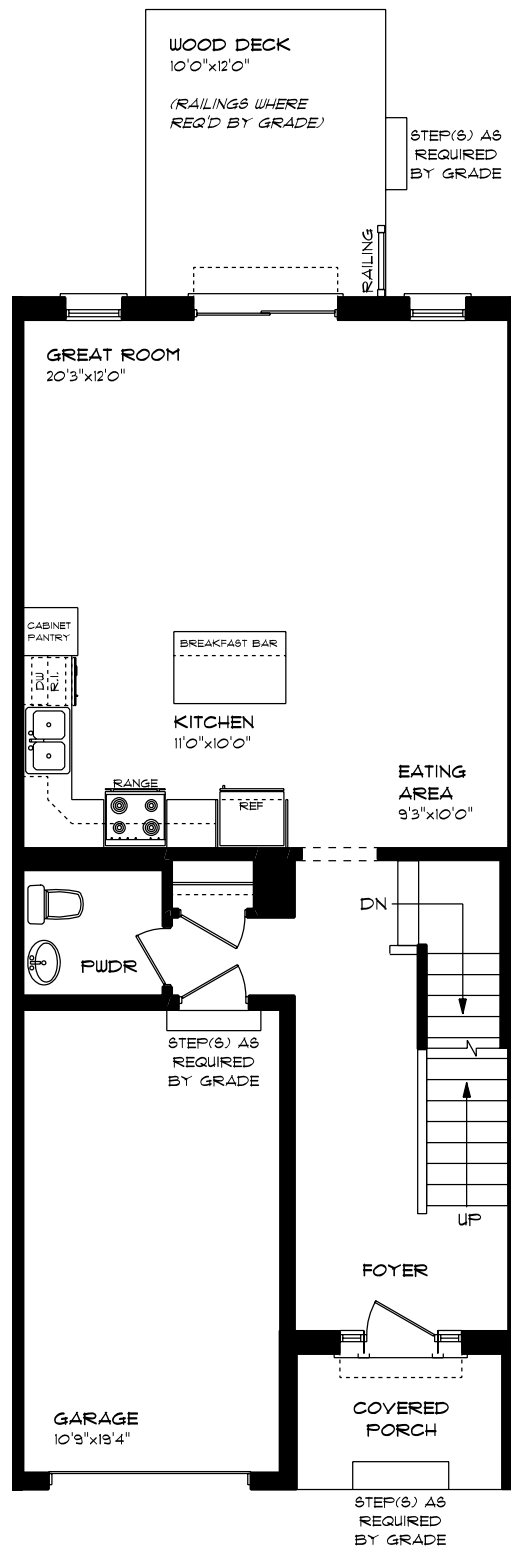 WOOD DECK
10'0"x12'0"
(RAILINGS WHERE
REQ'D BY GRADE)
STEP(S) AS
REQUIRED
BY GRADE
RAILING
GREAT ROOM
20'3"x12'0"
CABINET
PANTRY
DW
R.I.
BREAKFAST BAR
KITCHEN
11'0"x10'0"
EATING
AREA
9'3"x10'0"
RANGE
REF
DN
PWDR
STEP(S) AS
REQUIRED
BY GRADE
UP
FOYER
GARAGE
10'9"x19'4"
COVERED
PORCH
STEP(S) AS
REQUIRED
BY GRADE